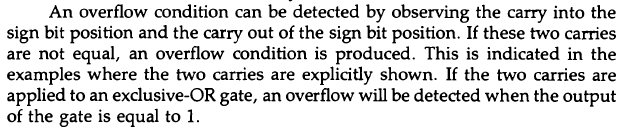 An overflow condition can be detected by observing the carry into the
sign bit position and the carry out of the sign bit position. If these two carries
are not equal, an overflow condition is produced. This is indicated in the
examples where the two carries are explicitly shown. If the two carries are
applied to an exclusive-OR gate, an overflow will be detected when the output
of the gate is equal to 1.